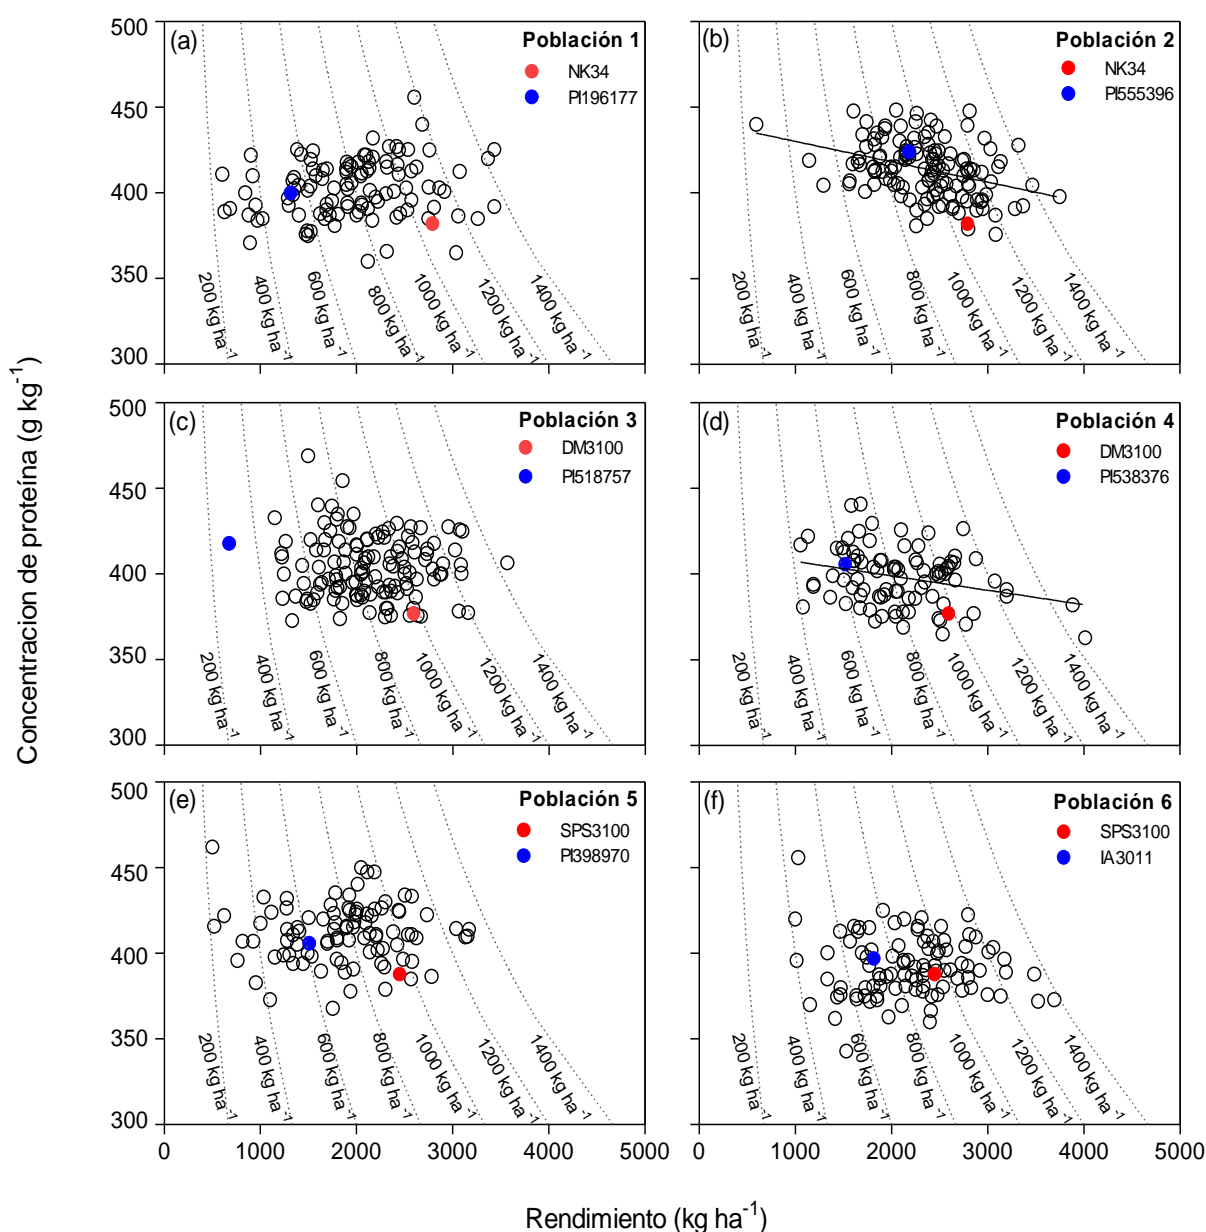 Concentracion de proteína (g kg⁻¹)
500
450
400
350
300
(a)
Población 1
NK34
PI196177
200 kg ha⁻¹
400 kg ha⁻¹
600 kg ha⁻¹
800 kg ha⁻¹
1000 kg ha⁻¹
1200 kg ha⁻¹
1400 kg ha⁻¹
(b)
Población 2
NK34
PI555396
200 kg ha⁻¹
400 kg ha⁻¹
600 kg ha⁻¹
800 kg ha⁻¹
1000 kg ha⁻¹
1200 kg ha⁻¹
1400 kg ha⁻¹
500
450
400
350
300
(c)
Población 3
DM3100
PI518757
200 kg ha⁻¹
400 kg ha⁻¹
600 kg ha⁻¹
800 kg ha⁻¹
1000 kg ha⁻¹
1200 kg ha⁻¹
1400 kg ha⁻¹
(d)
Población 4
DM3100
PI538376
200 kg ha⁻¹
400 kg ha⁻¹
600 kg ha⁻¹
800 kg ha⁻¹
1000 kg ha⁻¹
1200 kg ha⁻¹
1400 kg ha⁻¹
500
450
400
350
300
(e)
Población 5
SPS3100
PI398970
200 kg ha⁻¹
400 kg ha⁻¹
600 kg ha⁻¹
800 kg ha⁻¹
1000 kg ha⁻¹
1200 kg ha⁻¹
1400 kg ha⁻¹
(f)
Población 6
SPS3100
IA3011
200 kg ha⁻¹
400 kg ha⁻¹
600 kg ha⁻¹
800 kg ha⁻¹
1000 kg ha⁻¹
1200 kg ha⁻¹
1400 kg ha⁻¹
0 1000 2000 3000 4000 5000
0 1000 2000 3000 4000 5000
Rendimiento (kg ha⁻¹)